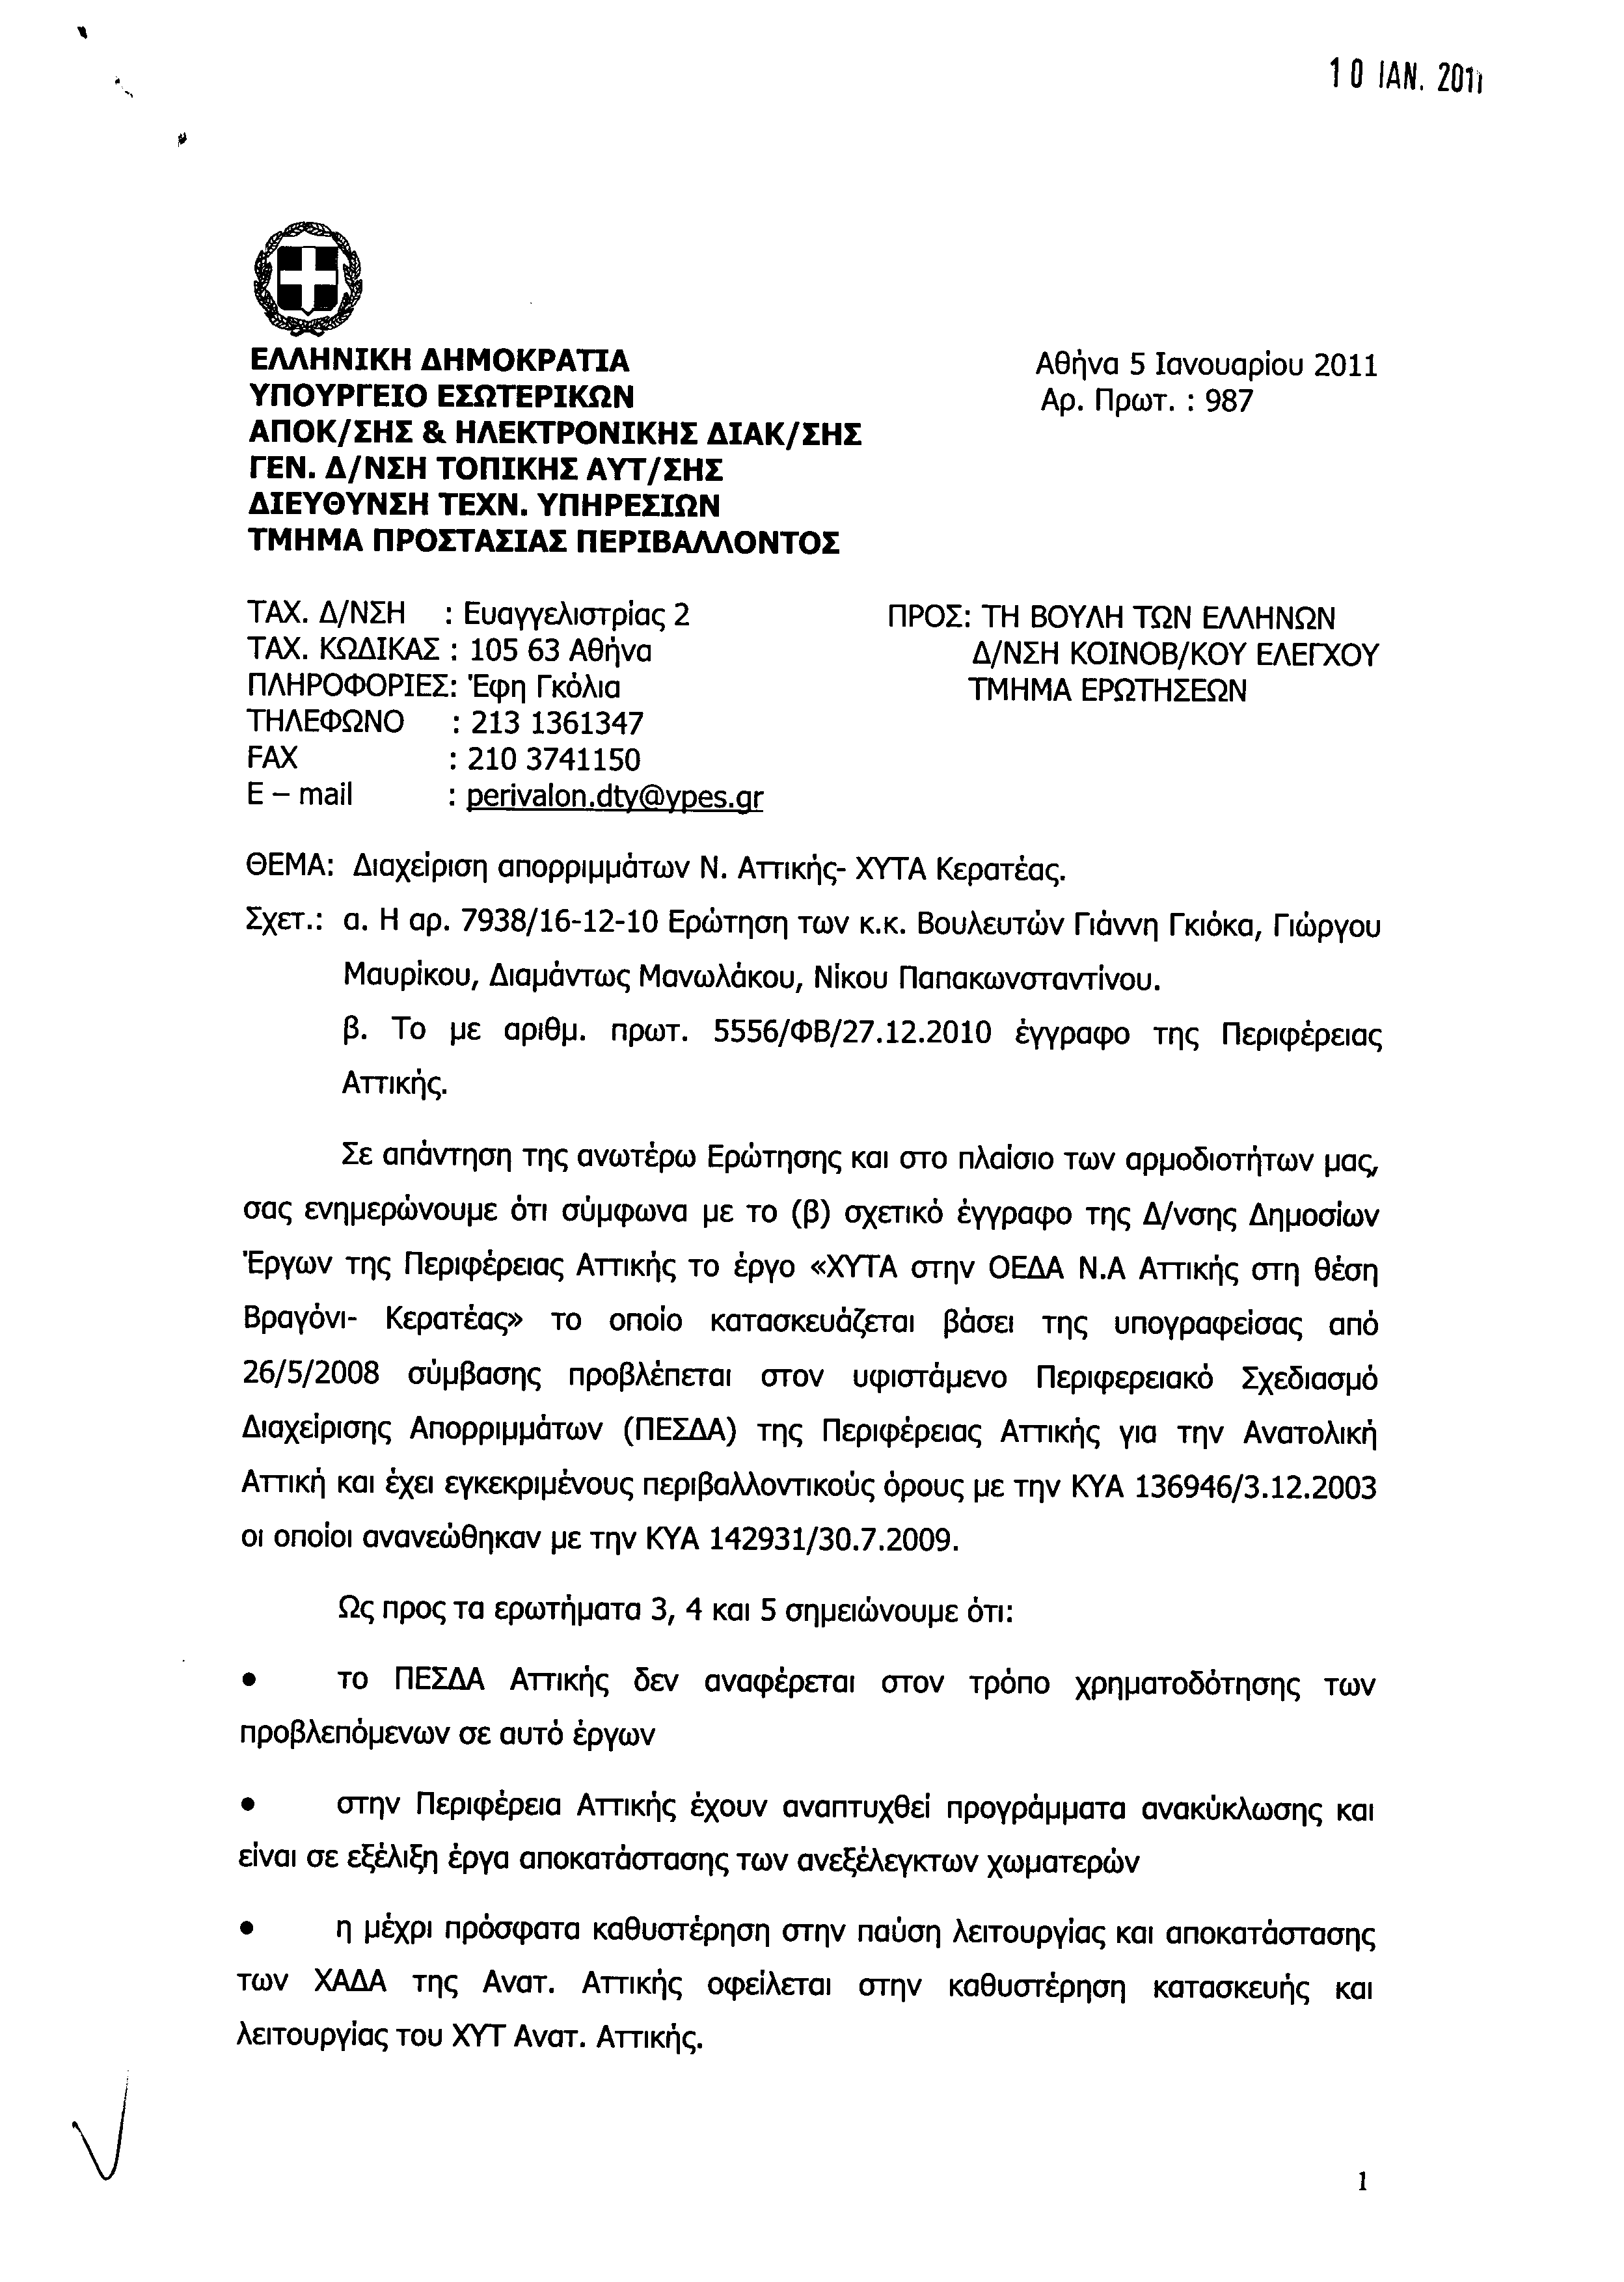 10 ΙΑΝ. 2011
ΕΛΛΗΝΙΚΗ ΔΗΜΟΚΡΑΤΙΑ
ΥΠΟΥΡΓΕΙΟ ΕΣΩΤΕΡΙΚΩΝ
ΑΠΟΚ/ΣΗΣ & ΗΛΕΚΤΡΟΝΙΚΗΣ ΔΙΑΚ/ΣΗΣ
ΓΕΝ. Δ/ΝΣΗ ΤΟΠΙΚΗΣ ΑΥΤ/ΣΗΣ
ΔΙΕΥΘΥΝΣΗ ΤΕΧΝ. ΥΠΗΡΕΣΙΩΝ
ΤΜΗΜΑ ΠΡΟΣΤΑΣΙΑΣ ΠΕΡΙΒΑΛΛΟΝΤΟΣ
Αθήνα 5 Ιανουαρίου 2011
Αρ. Πρωτ. : 987
ΤΑΧ. Δ/ΝΣΗ : Ευαγγελιστρίας 2
ΤΑΧ. ΚΩΔΙΚΑΣ : 105 63 Αθήνα
ΠΛΗΡΟΦΟΡΙΕΣ: Έφη Γκόλια
ΤΗΛΕΦΩΝΟ : 213 1361347
FAX : 210 3741150
E – mail : perivalon.dty@ypes.gr
ΠΡΟΣ: ΤΗ ΒΟΥΛΗ ΤΩΝ ΕΛΛΗΝΩΝ
Δ/ΝΣΗ ΚΟΙΝΟΒ/ΚΟΥ ΕΛΕΓΧΟΥ
ΤΜΗΜΑ ΕΡΩΤΗΣΕΩΝ
ΘΕΜΑ: Διαχείριση απορριμμάτων Ν. Αττικής- ΧΥΤΑ Κερατέας.
Σχετ.: α. Η αρ. 7938/16-12-10 Ερώτηση των κ.κ. Βουλευτών Γιάννη Γκιόκα, Γιώργου
Μαυρίκου, Διαμάντως Μανωλάκου, Νίκου Παπακωνσταντίνου.
β. Το με αριθμ. πρωτ. 5556/ΦΒ/27.12.2010 έγγραφο της Περιφέρειας
Αττικής.
Σε απάντηση της ανωτέρω Ερώτησης και στο πλαίσιο των αρμοδιοτήτων μας,
σας ενημερώνουμε ότι σύμφωνα με το (β) σχετικό έγγραφο της Δ/νσης Δημοσίων
Έργων της Περιφέρειας Αττικής το έργο «ΧΥΤΑ στην ΟΕΔΑ Ν.Α Αττικής στη θέση
Βραγόνι- Κερατέας» το οποίο κατασκευάζεται βάσει της υπογραφείσας από
26/5/2008 σύμβασης προβλέπεται στον υφιστάμενο Περιφερειακό Σχεδιασμό
Διαχείρισης Απορριμμάτων (ΠΕΣΔΑ) της Περιφέρειας Αττικής για την Ανατολική
Αττική και έχει εγκεκριμένους περιβαλλοντικούς όρους με την ΚΥΑ 136946/3.12.2003
οι οποίοι ανανεώθηκαν με την ΚΥΑ 142931/30.7.2009.
Ως προς τα ερωτήματα 3, 4 και 5 σημειώνουμε ότι:
• το ΠΕΣΔΑ Αττικής δεν αναφέρεται στον τρόπο χρηματοδότησης των
προβλεπόμενων σε αυτό έργων
• στην Περιφέρεια Αττικής έχουν αναπτυχθεί προγράμματα ανακύκλωσης και
είναι σε εξέλιξη έργα αποκατάστασης των ανεξέλεγκτων χωματερών
• η μέχρι πρόσφατα καθυστέρηση στην παύση λειτουργίας και αποκατάστασης
των ΧΑΔΑ της Ανατ. Αττικής οφείλεται στην καθυστέρηση κατασκευής και
λειτουργίας του ΧΥΤ Ανατ. Αττικής.
1